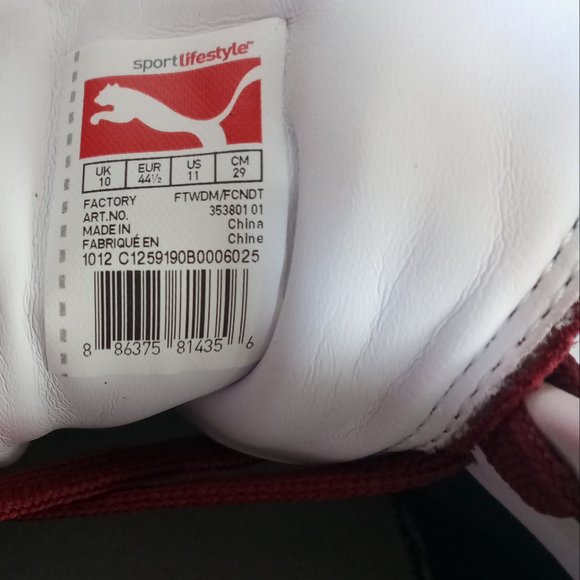 sportlifestyle™
UK EUR US CM
10 44½ 11 29
FACTORY FTWDM/FCNDT
ART.NO. 353801 01
MADE IN China
FABRIQUÉ EN Chine
1012 C1259190B0006025
8 86375 81435 6